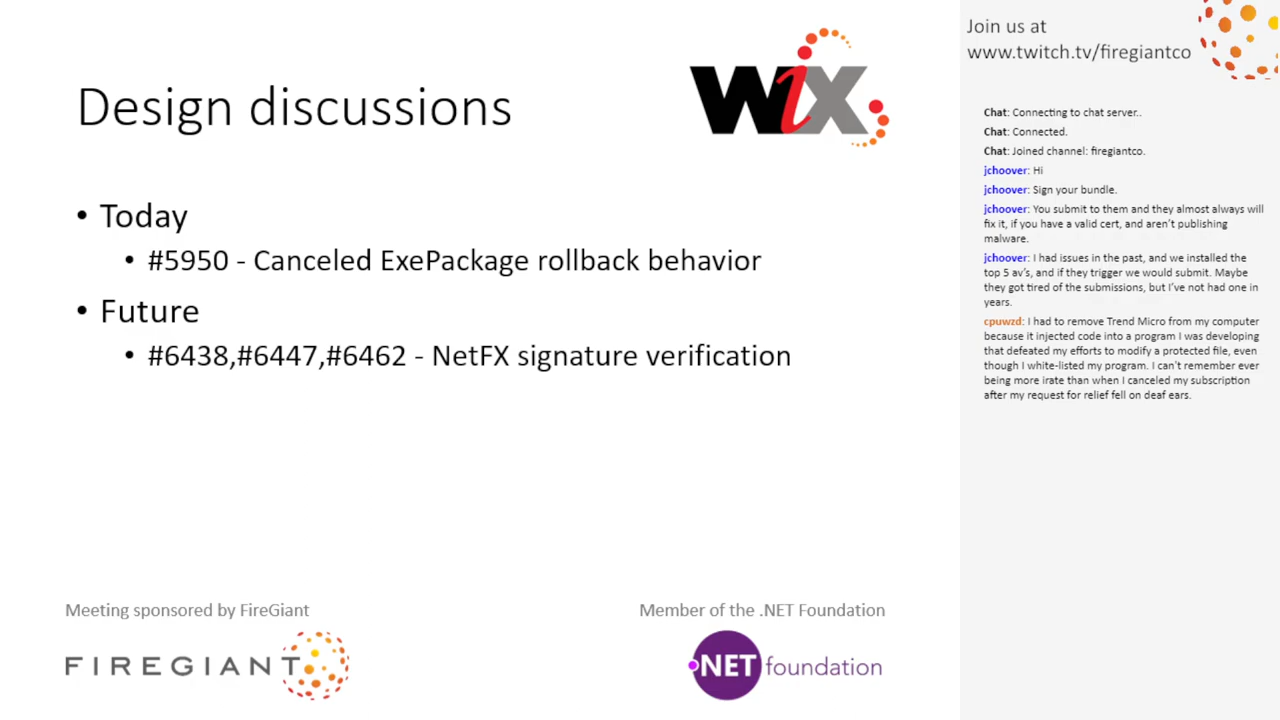 Design discussions
WiX
• Today
• #5950 - Canceled ExePackage rollback behavior
• Future
• #6438,#6447,#6462 - NetFX signature verification
Meeting sponsored by FireGiant
FIREGIANT
Member of the .NET Foundation
.NET foundation
Join us at
www.twitch.tv/firegiantco
Chat: Connecting to chat server..
Chat: Connected.
Chat: Joined channel: firegiantco.
jchoover: Hi
jchoover: Sign your bundle.
jchoover: You submit to them and they almost always will
fix it, if you have a valid cert, and aren't publishing
malware.
jchoover: I had issues in the past, and we installed the
top 5 av's, and if they trigger we would submit. Maybe
they got tired of the submissions, but I've not had one in
years.
cpuwzd: I had to remove Trend Micro from my computer
because it injected code into a program I was developing
that defeated my efforts to modify a protected file, even
though I white-listed my program. I can't remember ever
being more irate than when I canceled my subscription
after my request for relief fell on deaf ears.